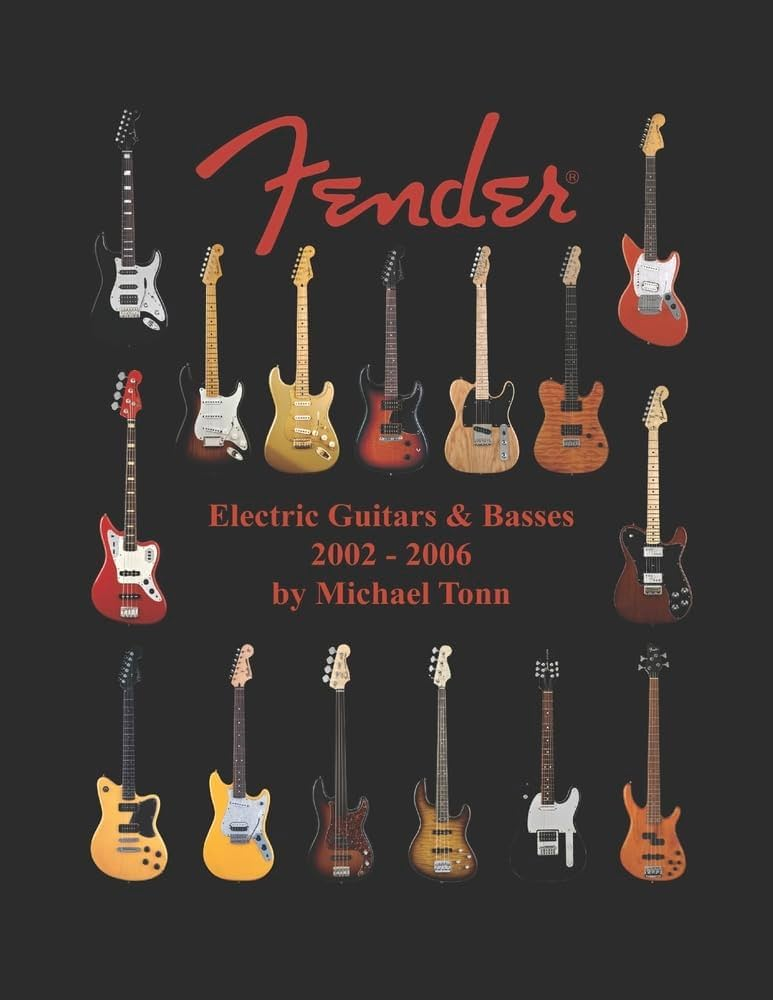 Fender®
Electric Guitars & Basses
2002 - 2006
by Michael Tonn